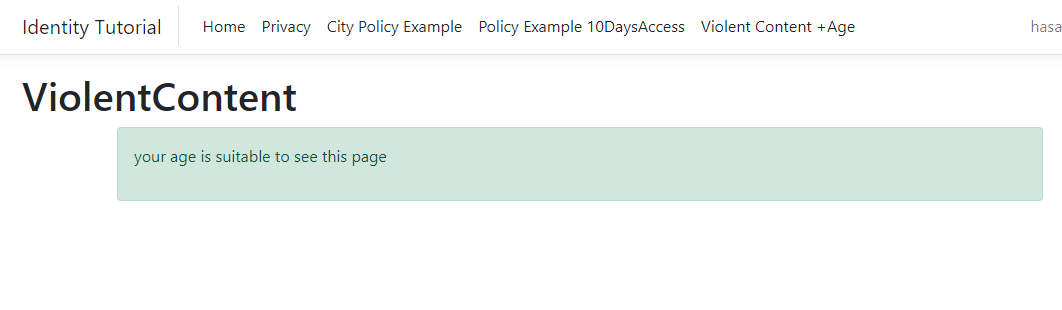 Identity Tutorial Home Privacy City Policy Example Policy Example 10DaysAccess Violent Content +Age hasa
ViolentContent
your age is suitable to see this page